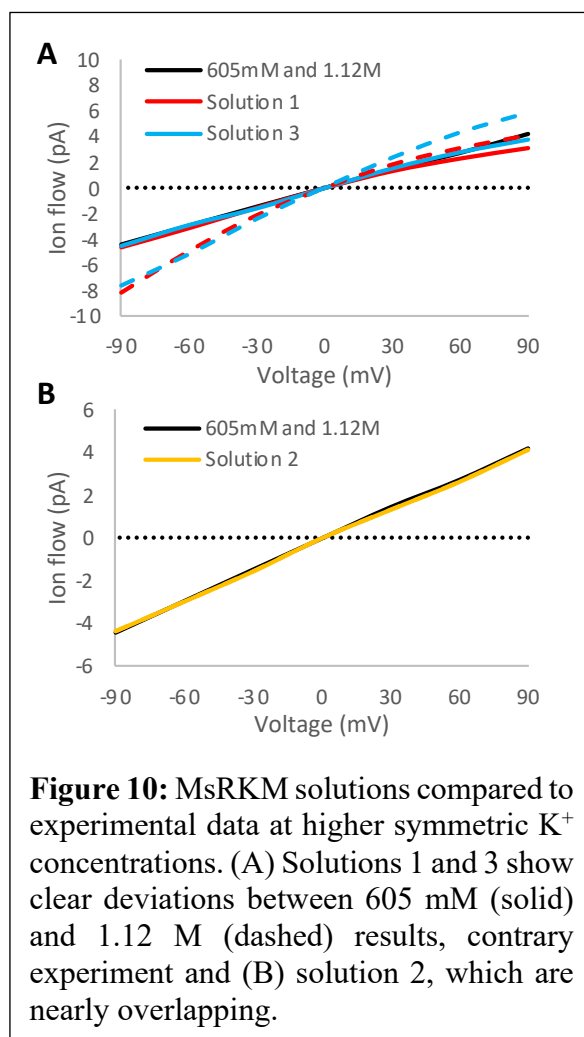 A
605mM and 1.12M
Solution 1
Solution 3
10
8
6
4
2
0
-2
-4
-6
-8
-10
Ion flow (pA)
-90 -60 -30 0 30 60 90
Voltage (mV)
B
605mM and 1.12M
Solution 2
6
4
2
0
-2
-4
-6
Ion flow (pA)
-90 -60 -30 0 30 60 90
Voltage (mV)
Figure 10: MsRKM solutions compared to
experimental data at higher symmetric K⁺
concentrations. (A) Solutions 1 and 3 show
clear deviations between 605 mM (solid)
and 1.12 M (dashed) results, contrary
experiment and (B) solution 2, which are
nearly overlapping.